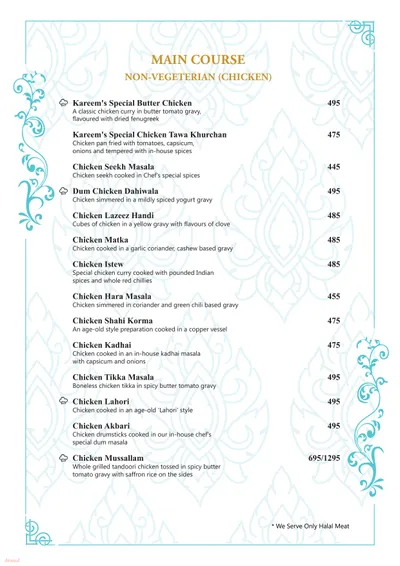 MAIN COURSE
NON-VEGETERIAN (CHICKEN)
Kareem's Special Butter Chicken 495
A classic chicken curry in butter tomato gravy,
flavoured with dried fenugreek
Kareem's Special Chicken Tawa Khurchan 475
Chicken pan fried with tomatoes, capsicum,
onions and tempered with in-house spices
Chicken Seekh Masala 445
Chicken seekh cooked in Chef's special spices
Dum Chicken Dahiwala 495
Chicken simmered in a mildly spiced yogurt gravy
Chicken Lazeez Handi 485
Cubes of chicken in a yellow gravy with flavours of clove
Chicken Matka 485
Chicken cooked in a garlic coriander, cashew based gravy
Chicken Istew 485
Special chicken curry cooked with pounded Indian
spices and whole red chillies
Chicken Hara Masala 455
Chicken simmered in coriander and green chili based gravy
Chicken Shahi Korma 475
An age-old style preparation cooked in a copper vessel
Chicken Kadhai 475
Chicken cooked in an in-house kadhai masala
with capsicum and onions
Chicken Tikka Masala 495
Boneless chicken tikka in spicy butter tomato gravy
Chicken Lahori 495
Chicken cooked in an age-old 'Lahori' style
Chicken Akbari 495
Chicken drumsticks cooked in our in-house chef's
special dum masala
Chicken Mussallam 695/1295
Whole grilled tandoori chicken tossed in spicy butter
tomato gravy with saffron rice on the sides
* We Serve Only Halal Meat